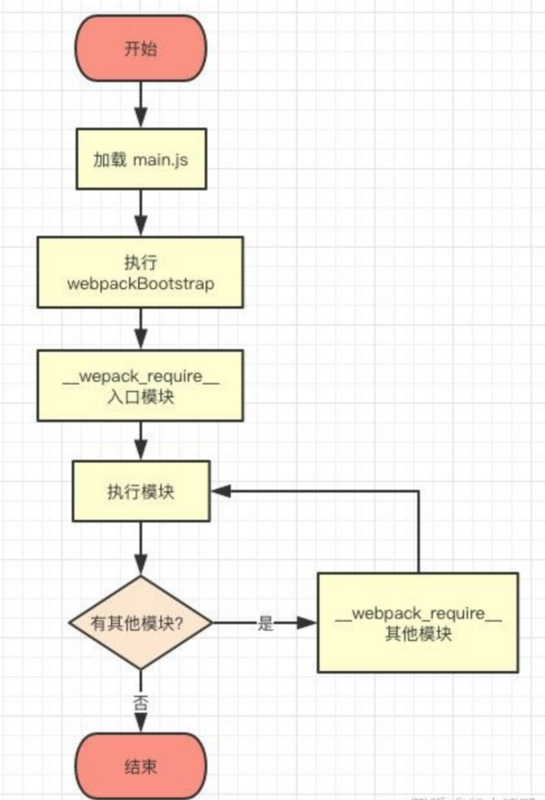 开始
加载 main.js
执行
webpackBootstrap
__wepack_require__
入口模块
执行模块
有其他模块?
是
__webpack_require__
其他模块
否
结束